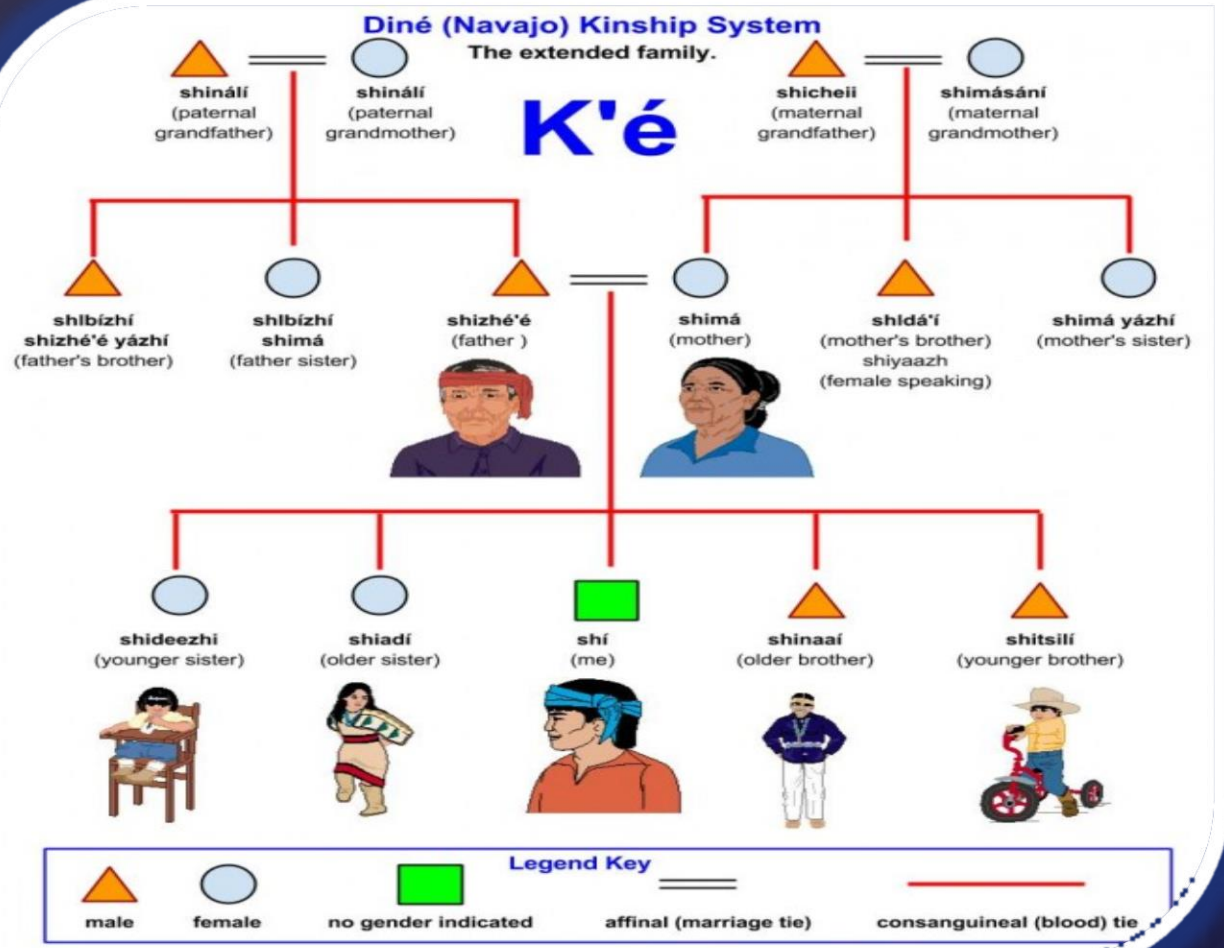 Diné (Navajo) Kinship System
The extended family.
K'é
shinálí
(paternal
grandfather)
shinálí
(paternal
grandmother)
shicheii
(maternal
grandfather)
shimásání
(maternal
grandmother)
shlbízhí
shizhé'é yázhí
(father's brother)
shlbízhí
shimá
(father sister)
shizhé'é
(father )
shimá
(mother)
shldá'í
(mother's brother)
shiyaazh
(female speaking)
shimá yázhí
(mother's sister)
shideezhi
(younger sister)
shiadí
(older sister)
shí
(me)
shinaaí
(older brother)
shitsilí
(younger brother)
Legend Key
male
female
no gender indicated
affinal (marriage tie)
consanguineal (blood) tie